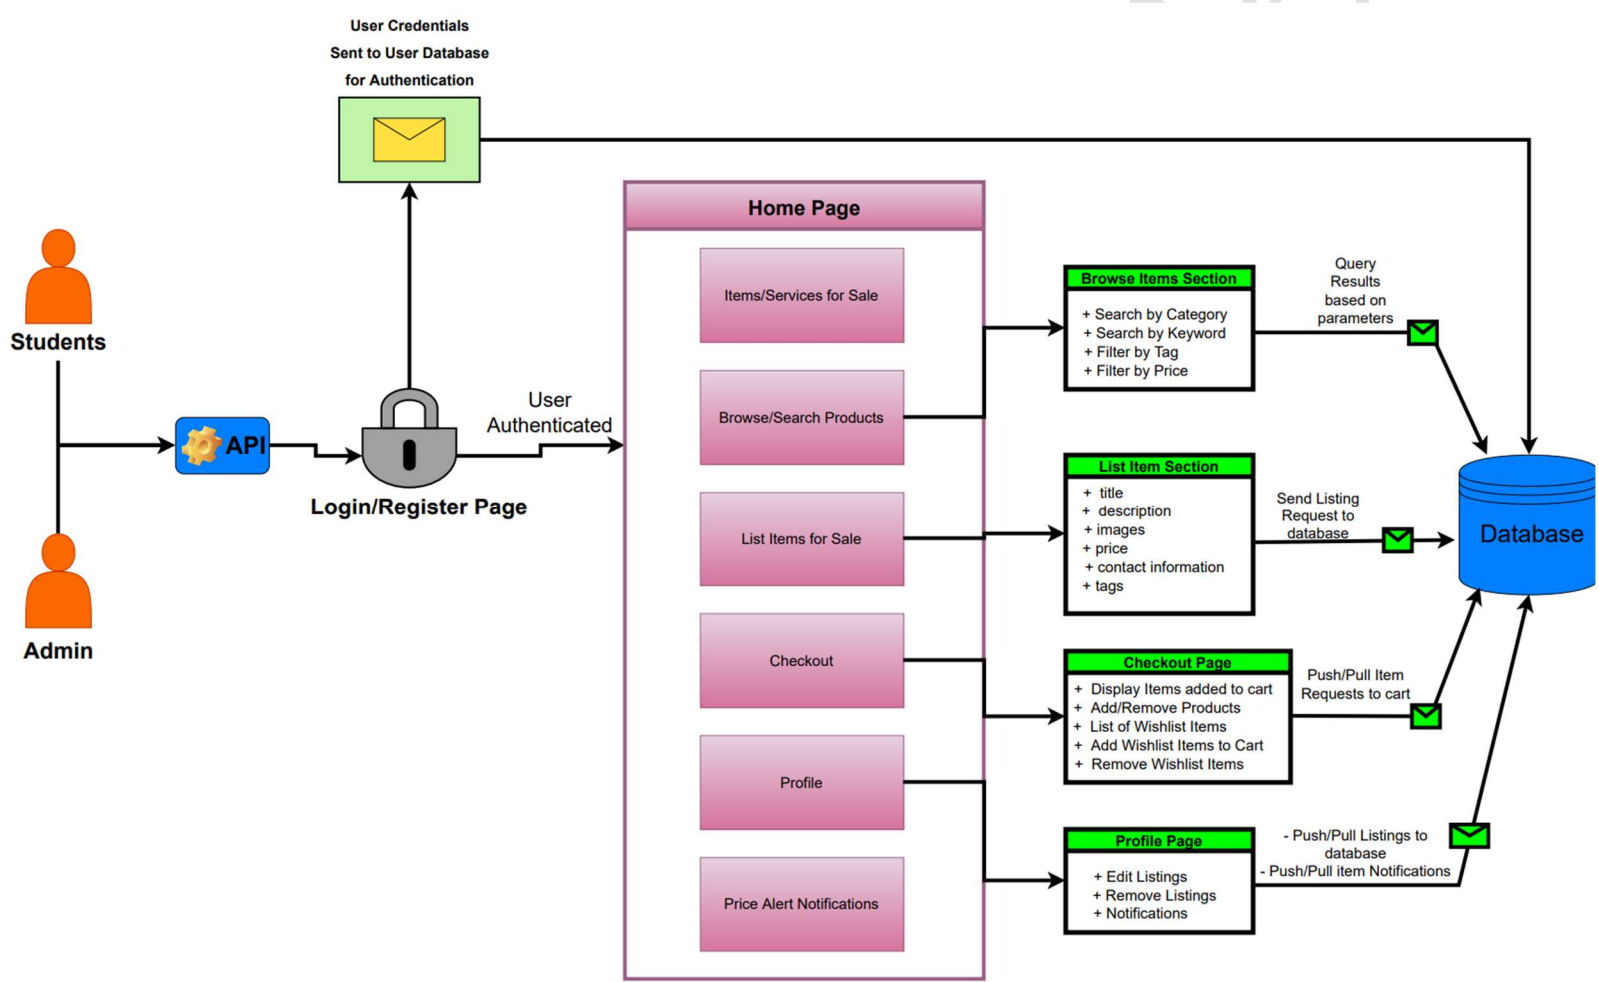 User Credentials
Sent to User Database
for Authentication
Students
Admin
API
Login/Register Page
User
Authenticated
Home Page
Items/Services for Sale
Browse/Search Products
List Items for Sale
Checkout
Profile
Price Alert Notifications
Browse Items Section
+ Search by Category
+ Search by Keyword
+ Filter by Tag
+ Filter by Price
Query
Results
based on
parameters
List Item Section
+ title
+ description
+ images
+ price
+ contact information
+ tags
Send Listing
Request to
database
Checkout Page
+ Display Items added to cart
+ Add/Remove Products
+ List of Wishlist Items
+ Add Wishlist Items to Cart
+ Remove Wishlist Items
Push/Pull Item
Requests to cart
Profile Page
+ Edit Listings
+ Remove Listings
+ Notifications
- Push/Pull Listings to
database
- Push/Pull item Notifications
Database